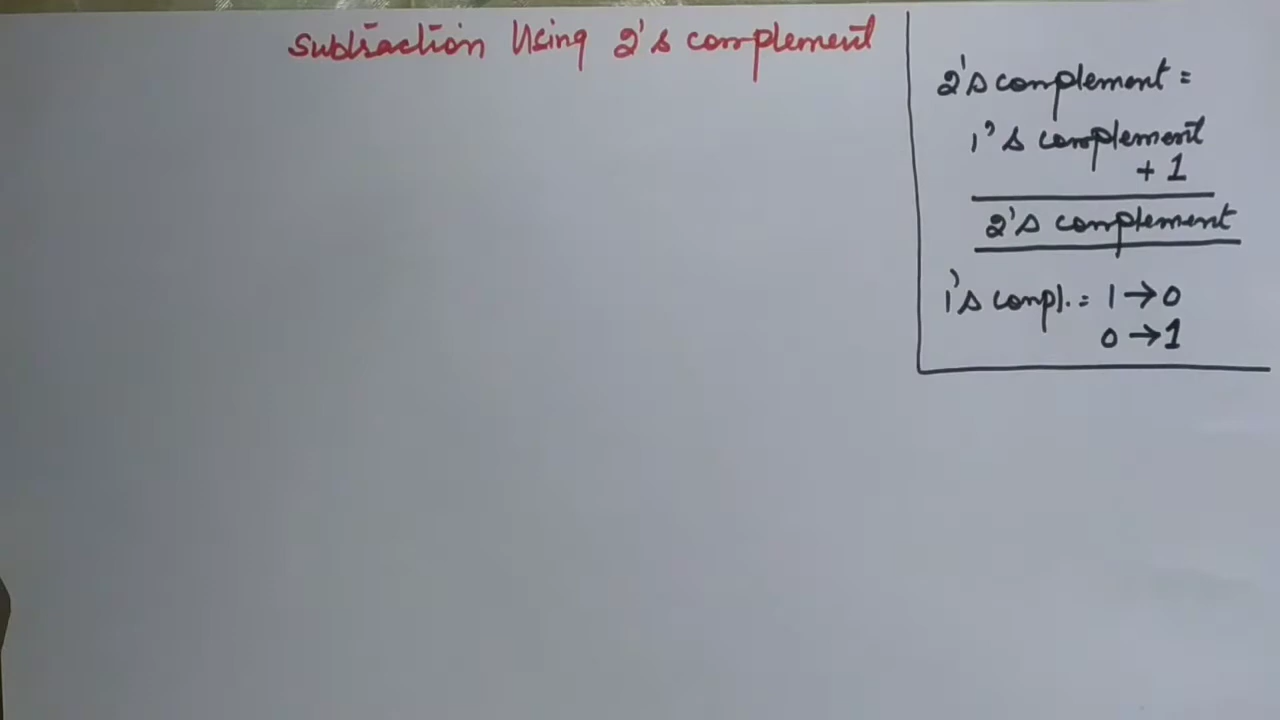 Subtraction Using 2's complement
2's complement =
1's complement
+ 1
2's complement
1's compl. = 1 → 0
0 → 1